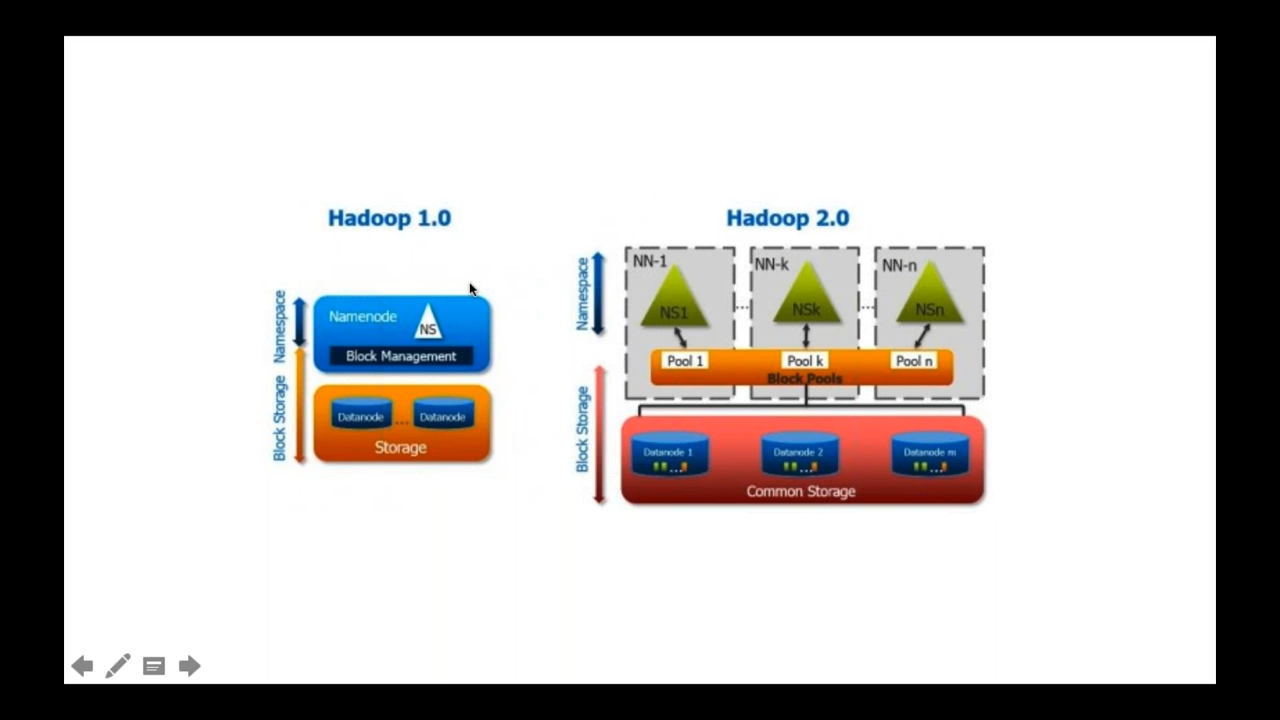 Hadoop 1.0
Namespace
Block Storage
Namenode
NS
Block Management
Datanode ... Datanode
Storage
Hadoop 2.0
Namespace
Block Storage
NN-1
NN-k
NN-n
NS1
...
NSk
...
NSn
Pool 1
Pool k
Pool n
Block Pools
Datanode 1
...
Datanode 2
...
Datanode m
...
Common Storage